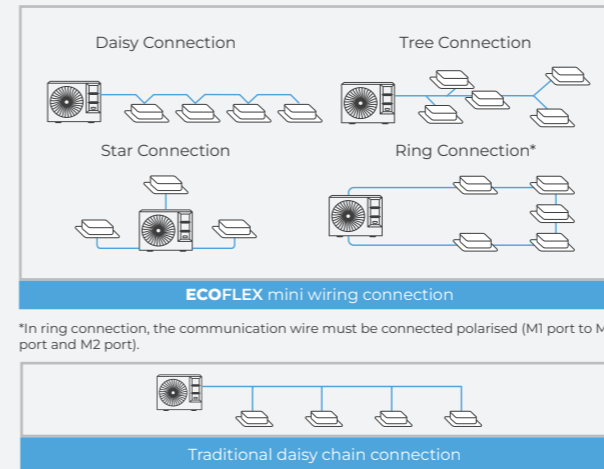 Daisy Connection
Tree Connection
Star Connection
Ring Connection*
ECOFLEX mini wiring connection
*In ring connection, the communication wire must be connected polarised (M1 port to
port and M2 port).
Traditional daisy chain connection